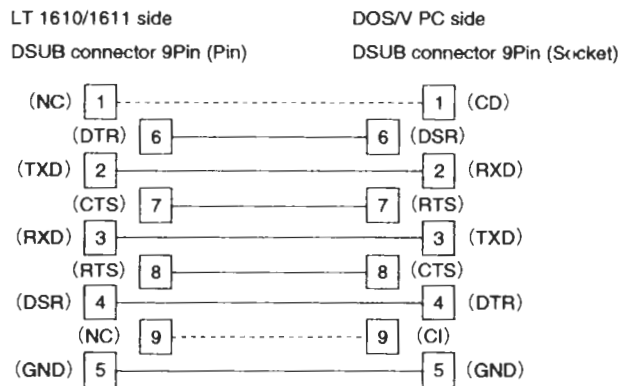 LT 1610/1611 side DOS/V PC side
DSUB connector 9Pin (Pin) DSUB connector 9Pin (Socket)
(NC) 1 1 (CD)
(DTR) 6 6 (DSR)
(TXD) 2 2 (RXD)
(CTS) 7 7 (RTS)
(RXD) 3 3 (TXD)
(RTS) 8 8 (CTS)
(DSR) 4 4 (DTR)
(NC) 9 9 (CI)
(GND) 5 5 (GND)